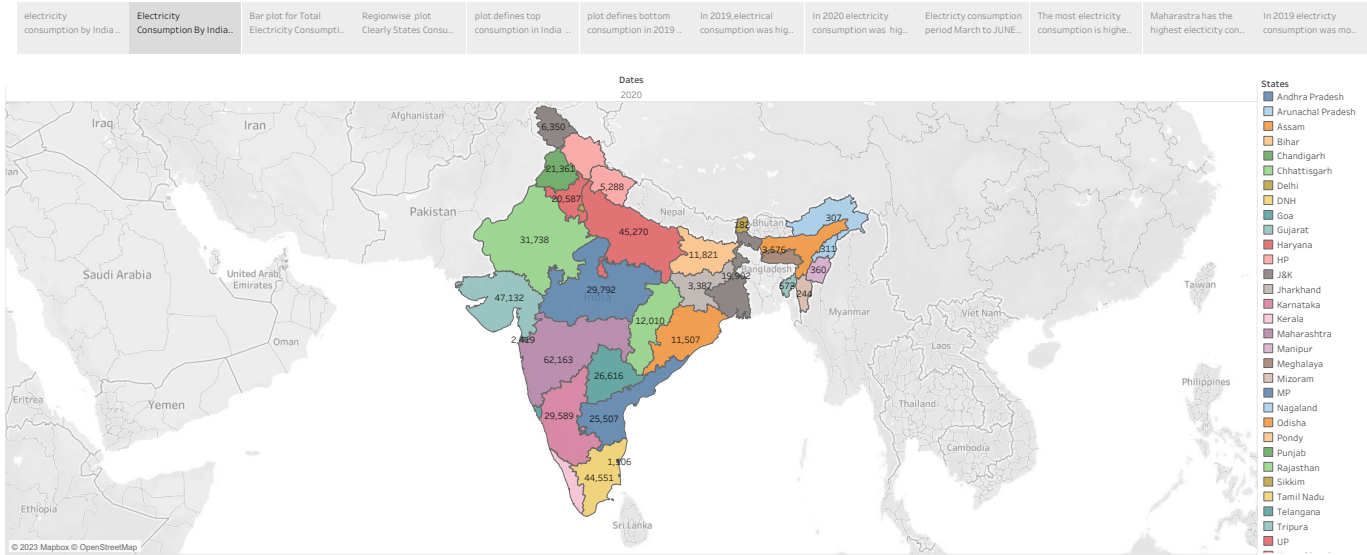 electricity
consumption by India ..
Electricity
Consumption By India..
Bar plot for Total
Electricity Consumpti..
Regionwise plot
Clearly States Consu..
plot defines top
consumption in India ..
plot defines bottom
consumption in 2019 ..
In 2019,electrical
consumption was hig..
In 2020 electricity
consumption was hig..
Electricty consumption
period March to JUNE..
The most electricity
consumption is highe..
Maharastra has the
highest electicity con..
In 2019 electricty
consumption was mo..
Dates
2020
Iraq
Iran
Afghanistan
Pakistan
Nepal
Bhutan
Bangladesh
India
Saudi Arabia
United Arab
Emirates
Oman
Yemen
Eritrea
Ethiopia
Sri Lanka
Myanmar
Laos
Viet Nam
Thailand
Cambodia
Taiwan
Philippines
6,350
21,361
5,288
20,587
45,270
31,738
182
307
11,821
3,576
311
360
19,902
3,387
573
244
29,792
47,132
12,010
11,507
2,419
62,163
26,616
29,589
25,507
1,106
44,551
States
Andhra Pradesh
Arunachal Pradesh
Assam
Bihar
Chandigarh
Chhattisgarh
Delhi
DNH
Goa
Gujarat
Haryana
HP
J&K
Jharkhand
Karnataka
Kerala
Maharashtra
Manipur
Meghalaya
Mizoram
MP
Nagaland
Odisha
Pondy
Punjab
Rajasthan
Sikkim
Tamil Nadu
Telangana
Tripura
UP
© 2023 Mapbox © OpenStreetMap